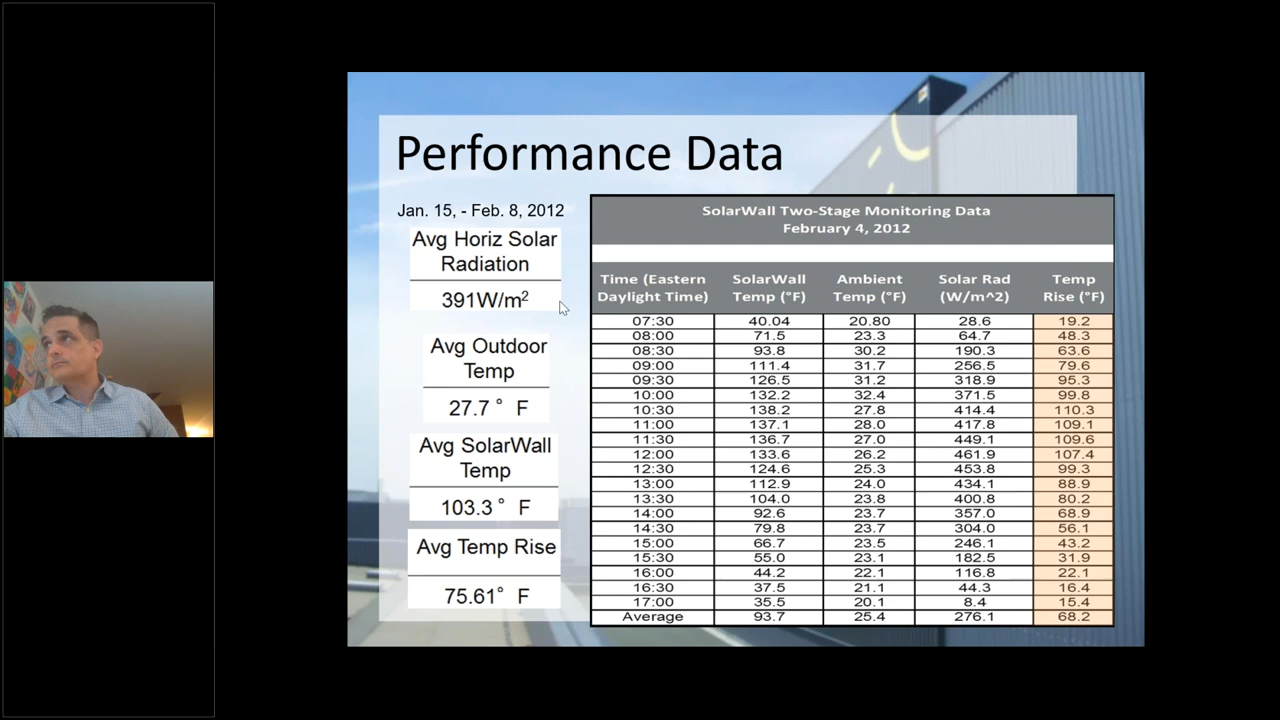 Performance Data
Jan. 15, - Feb. 8, 2012
Avg Horiz Solar
Radiation
391W/m²
Avg Outdoor
Temp
27.7 ° F
Avg SolarWall
Temp
103.3 ° F
Avg Temp Rise
75.61° F
SolarWall Two-Stage Monitoring Data
February 4, 2012
Time (Eastern Daylight Time) SolarWall Temp (°F) Ambient Temp (°F) Solar Rad (W/m^2) Temp Rise (°F)
07:30 40.04 20.80 28.6 19.2
08:00 71.5 23.3 64.7 48.3
08:30 93.8 30.2 190.3 63.6
09:00 111.4 31.7 256.5 79.6
09:30 126.5 31.2 318.9 95.3
10:00 132.2 32.4 371.5 99.8
10:30 138.2 27.8 414.4 110.3
11:00 137.1 28.0 417.8 109.1
11:30 136.7 27.0 449.1 109.6
12:00 133.6 26.2 461.9 107.4
12:30 124.6 25.3 453.8 99.3
13:00 112.9 24.0 434.1 88.9
13:30 104.0 23.8 400.8 80.2
14:00 92.6 23.7 357.0 68.9
14:30 79.8 23.7 304.0 56.1
15:00 66.7 23.5 246.1 43.2
15:30 55.0 23.1 182.5 31.9
16:00 44.2 22.1 116.8 22.1
16:30 37.5 21.1 44.3 16.4
17:00 35.5 20.1 8.4 15.4
Average 93.7 25.4 276.1 68.2